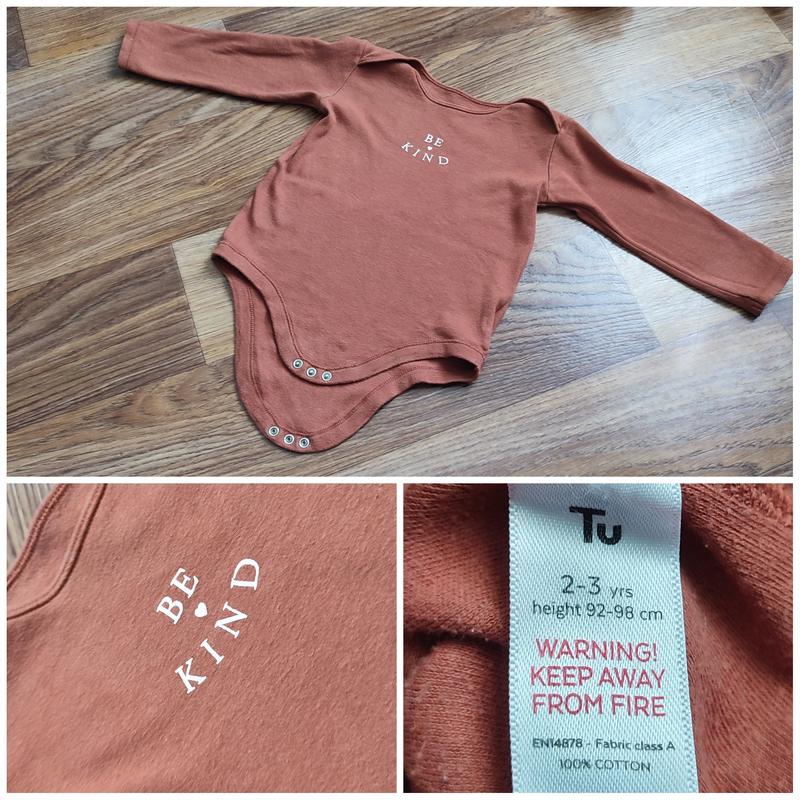 BE
KIND
BE
KIND
Tu
2-3 yrs
height 92-98 cm
WARNING!
KEEP AWAY
FROM FIRE
EN14878 - Fabric class A
100% COTTON